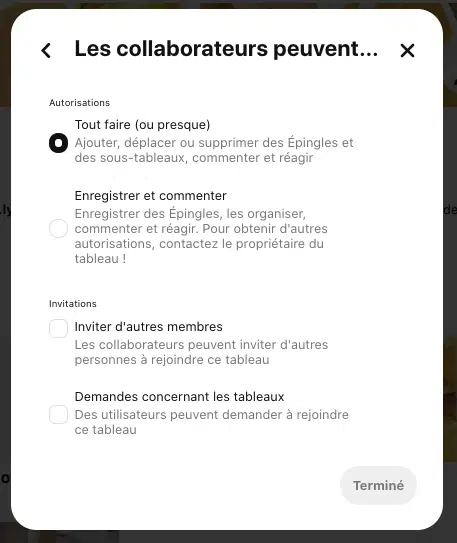 Les collaborateurs peuvent...
Autorisations
Tout faire (ou presque)
Ajouter, déplacer ou supprimer des Épingles et
des sous-tableaux, commenter et réagir
Enregistrer et commenter
Enregistrer des Épingles, les organiser,
commenter et réagir. Pour obtenir d'autres
autorisations, contactez le propriétaire du
tableau !
Invitations
Inviter d'autres membres
Les collaborateurs peuvent inviter d'autres
personnes à rejoindre ce tableau
Demandes concernant les tableaux
Des utilisateurs peuvent demander à rejoindre
ce tableau
Terminé